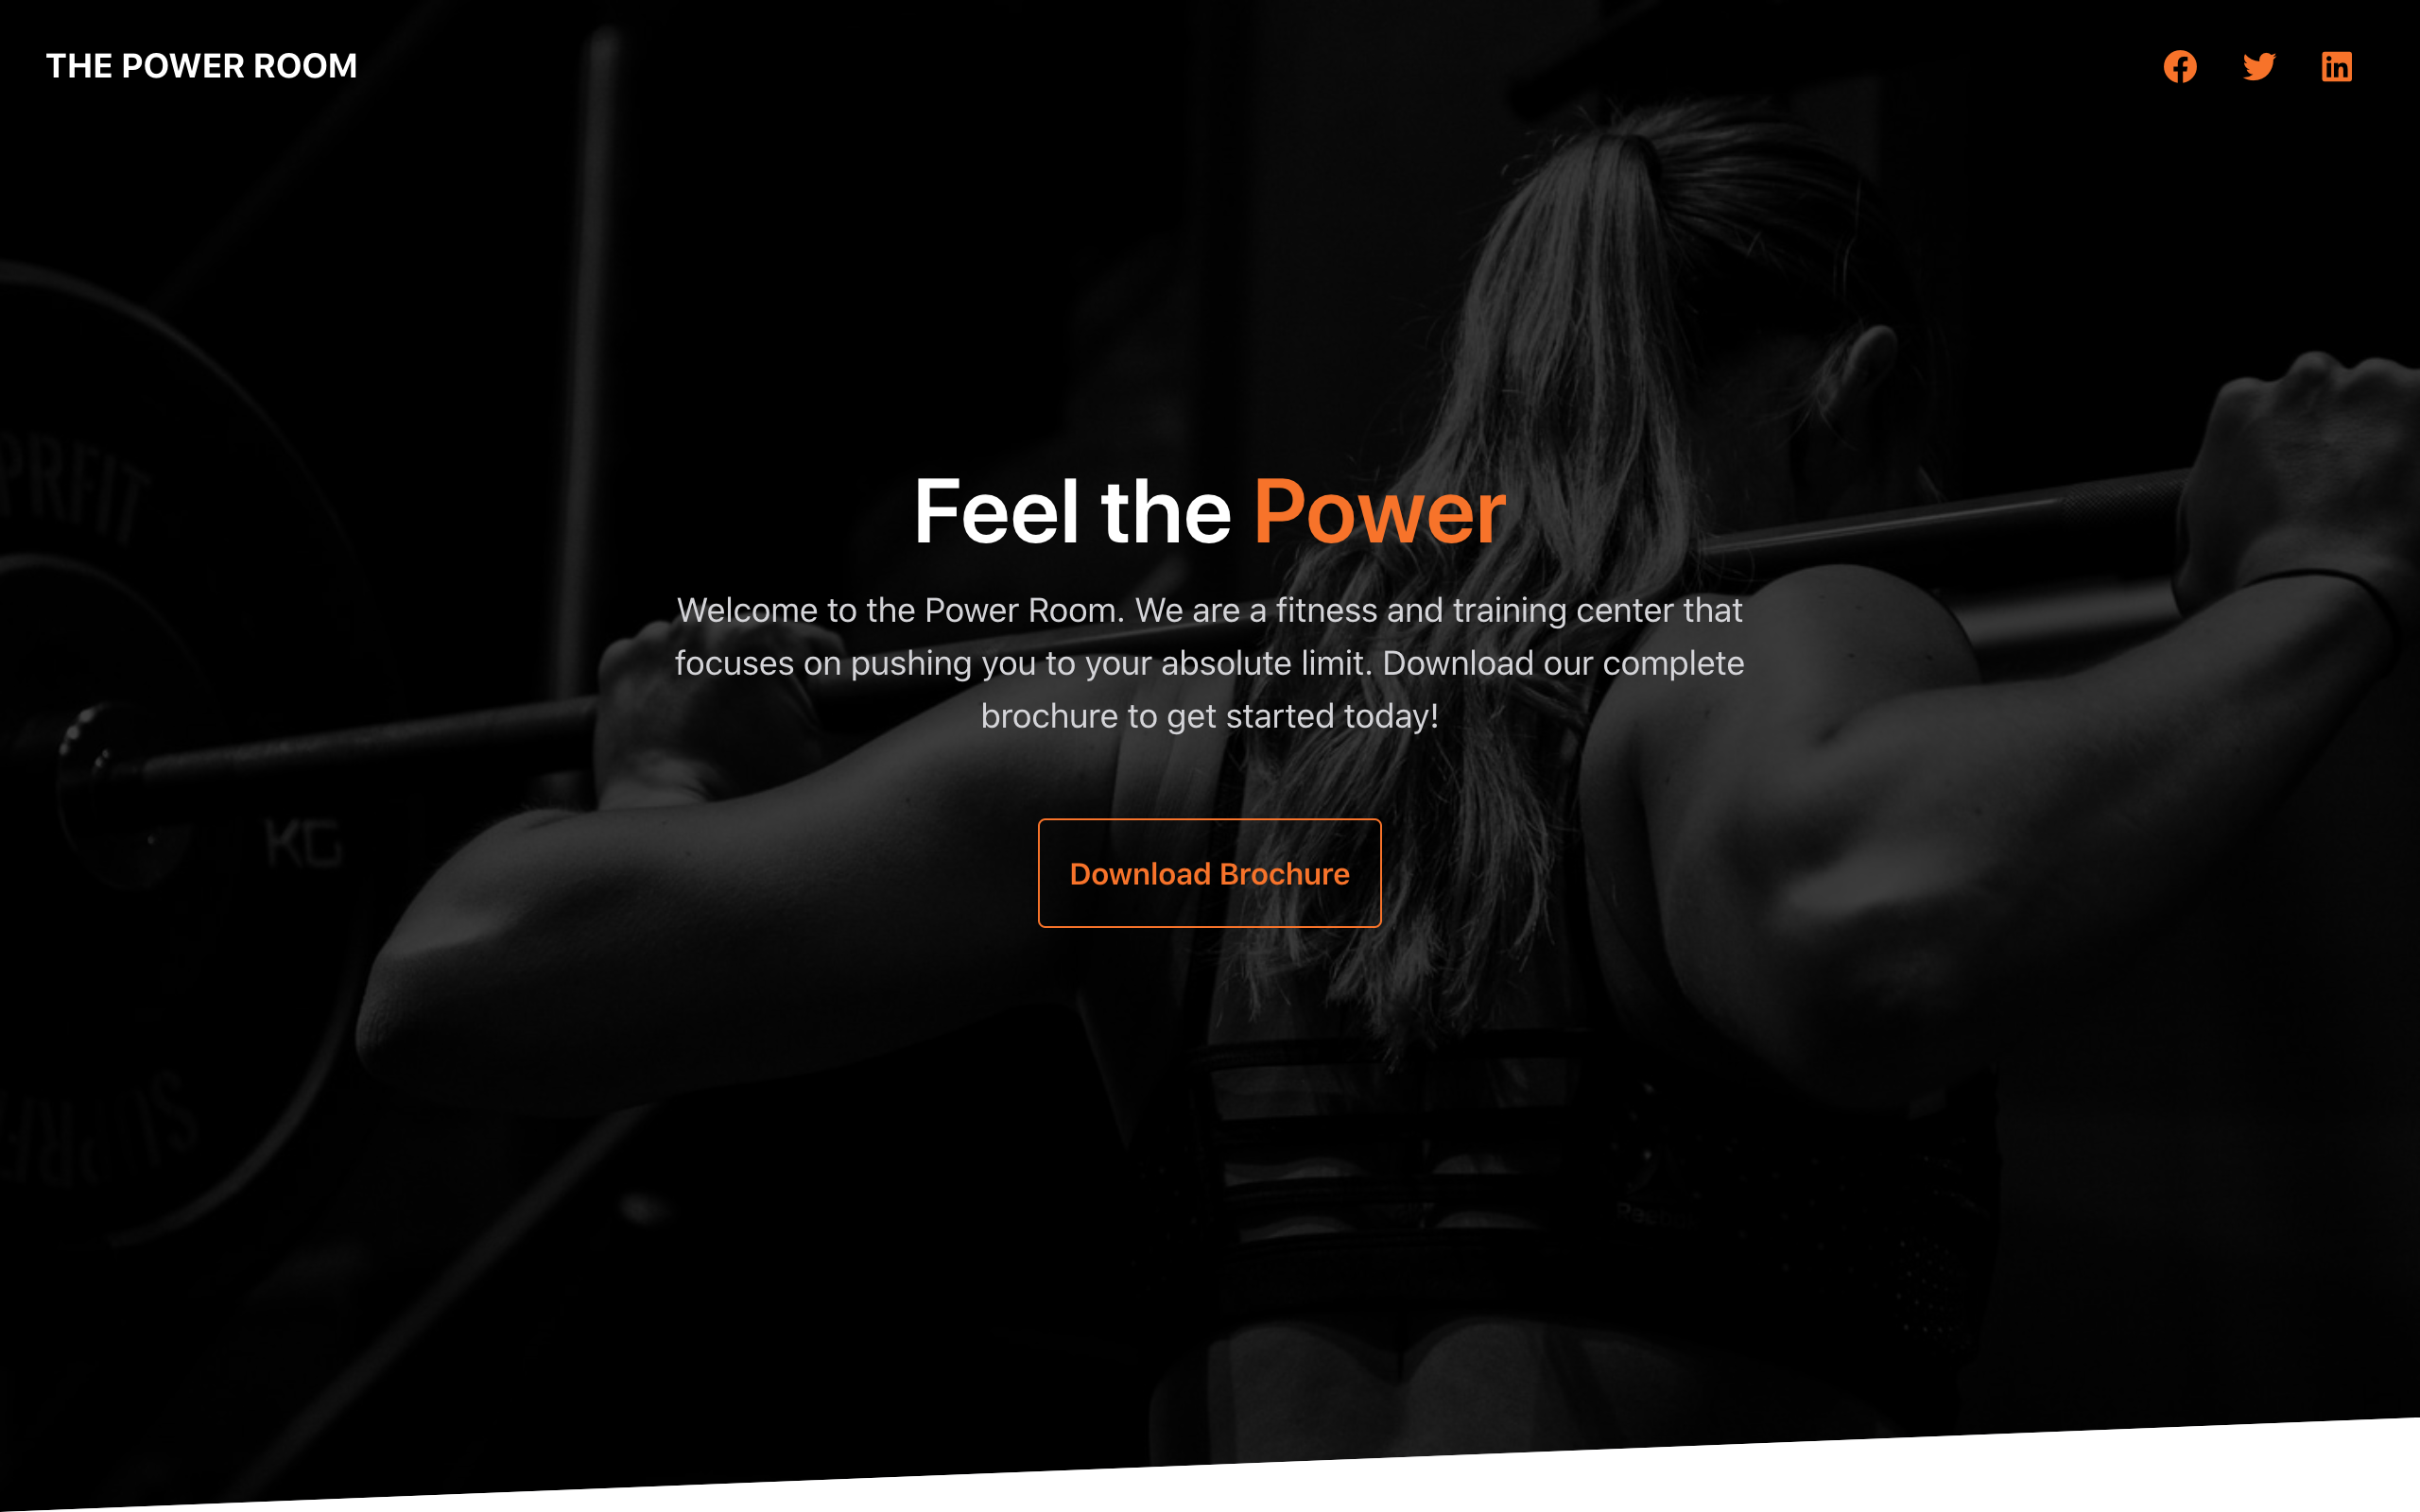 THE POWER ROOM
Feel the Power
Welcome to the Power Room. We are a fitness and training center that
focuses on pushing you to your absolute limit. Download our complete
brochure to get started today!
KG
Download Brochure